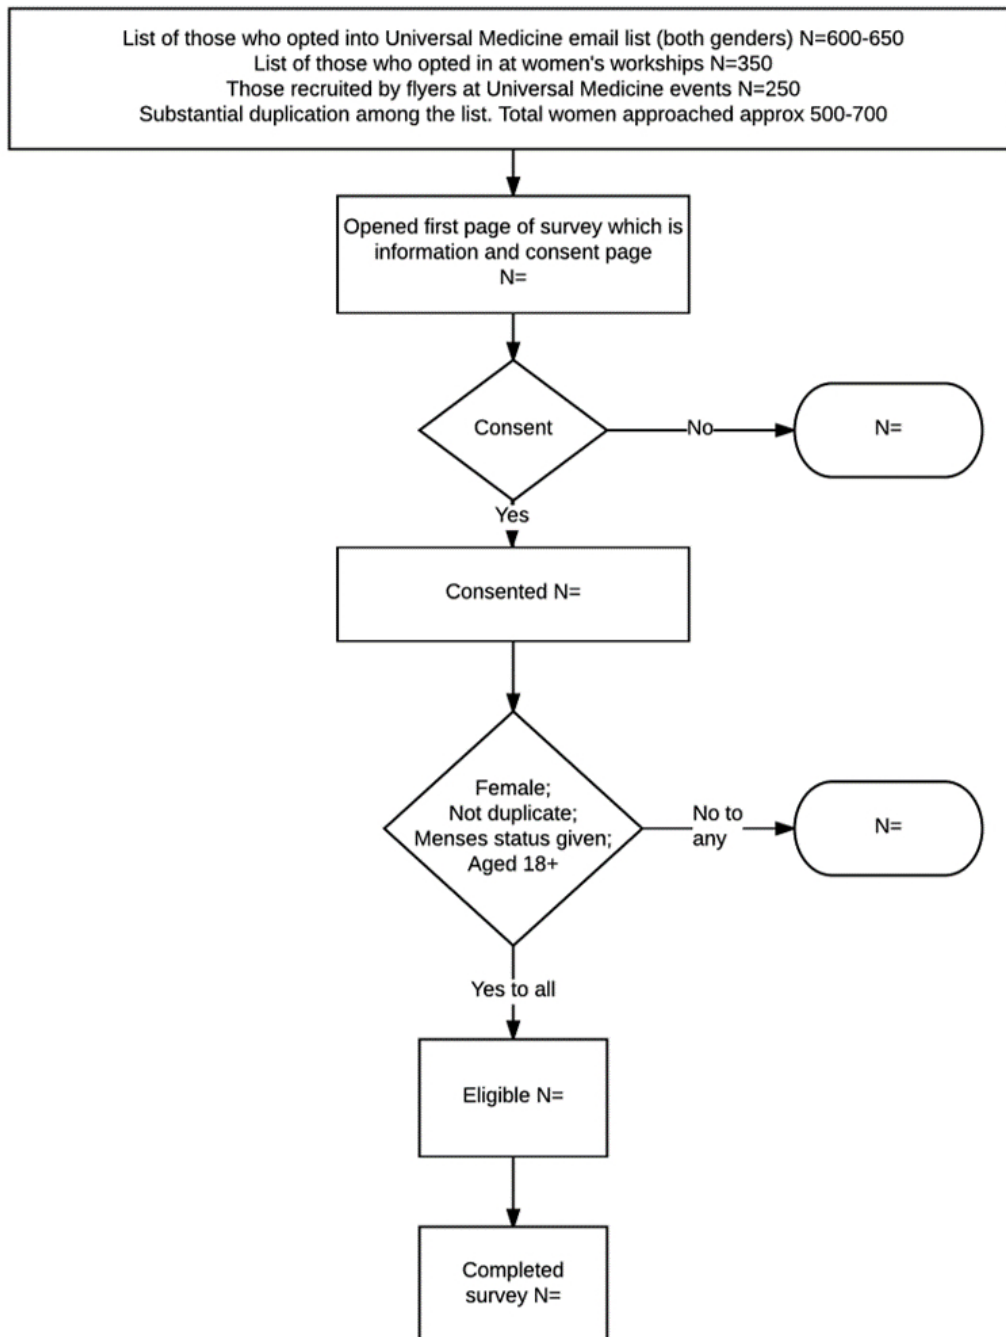 List of those who opted into Universal Medicine email list (both genders) N=600-650
List of those who opted in at women's workships N=350
Those recruited by flyers at Universal Medicine events N=250
Substantial duplication among the list. Total women approached approx 500-700
Opened first page of survey which is
information and consent page
N=
Consent
No
N=
Yes
Consented N=
Female;
Not duplicate;
Menses status given;
Aged 18+
No to
any
N=
Yes to all
Eligible N=
Completed
survey N=